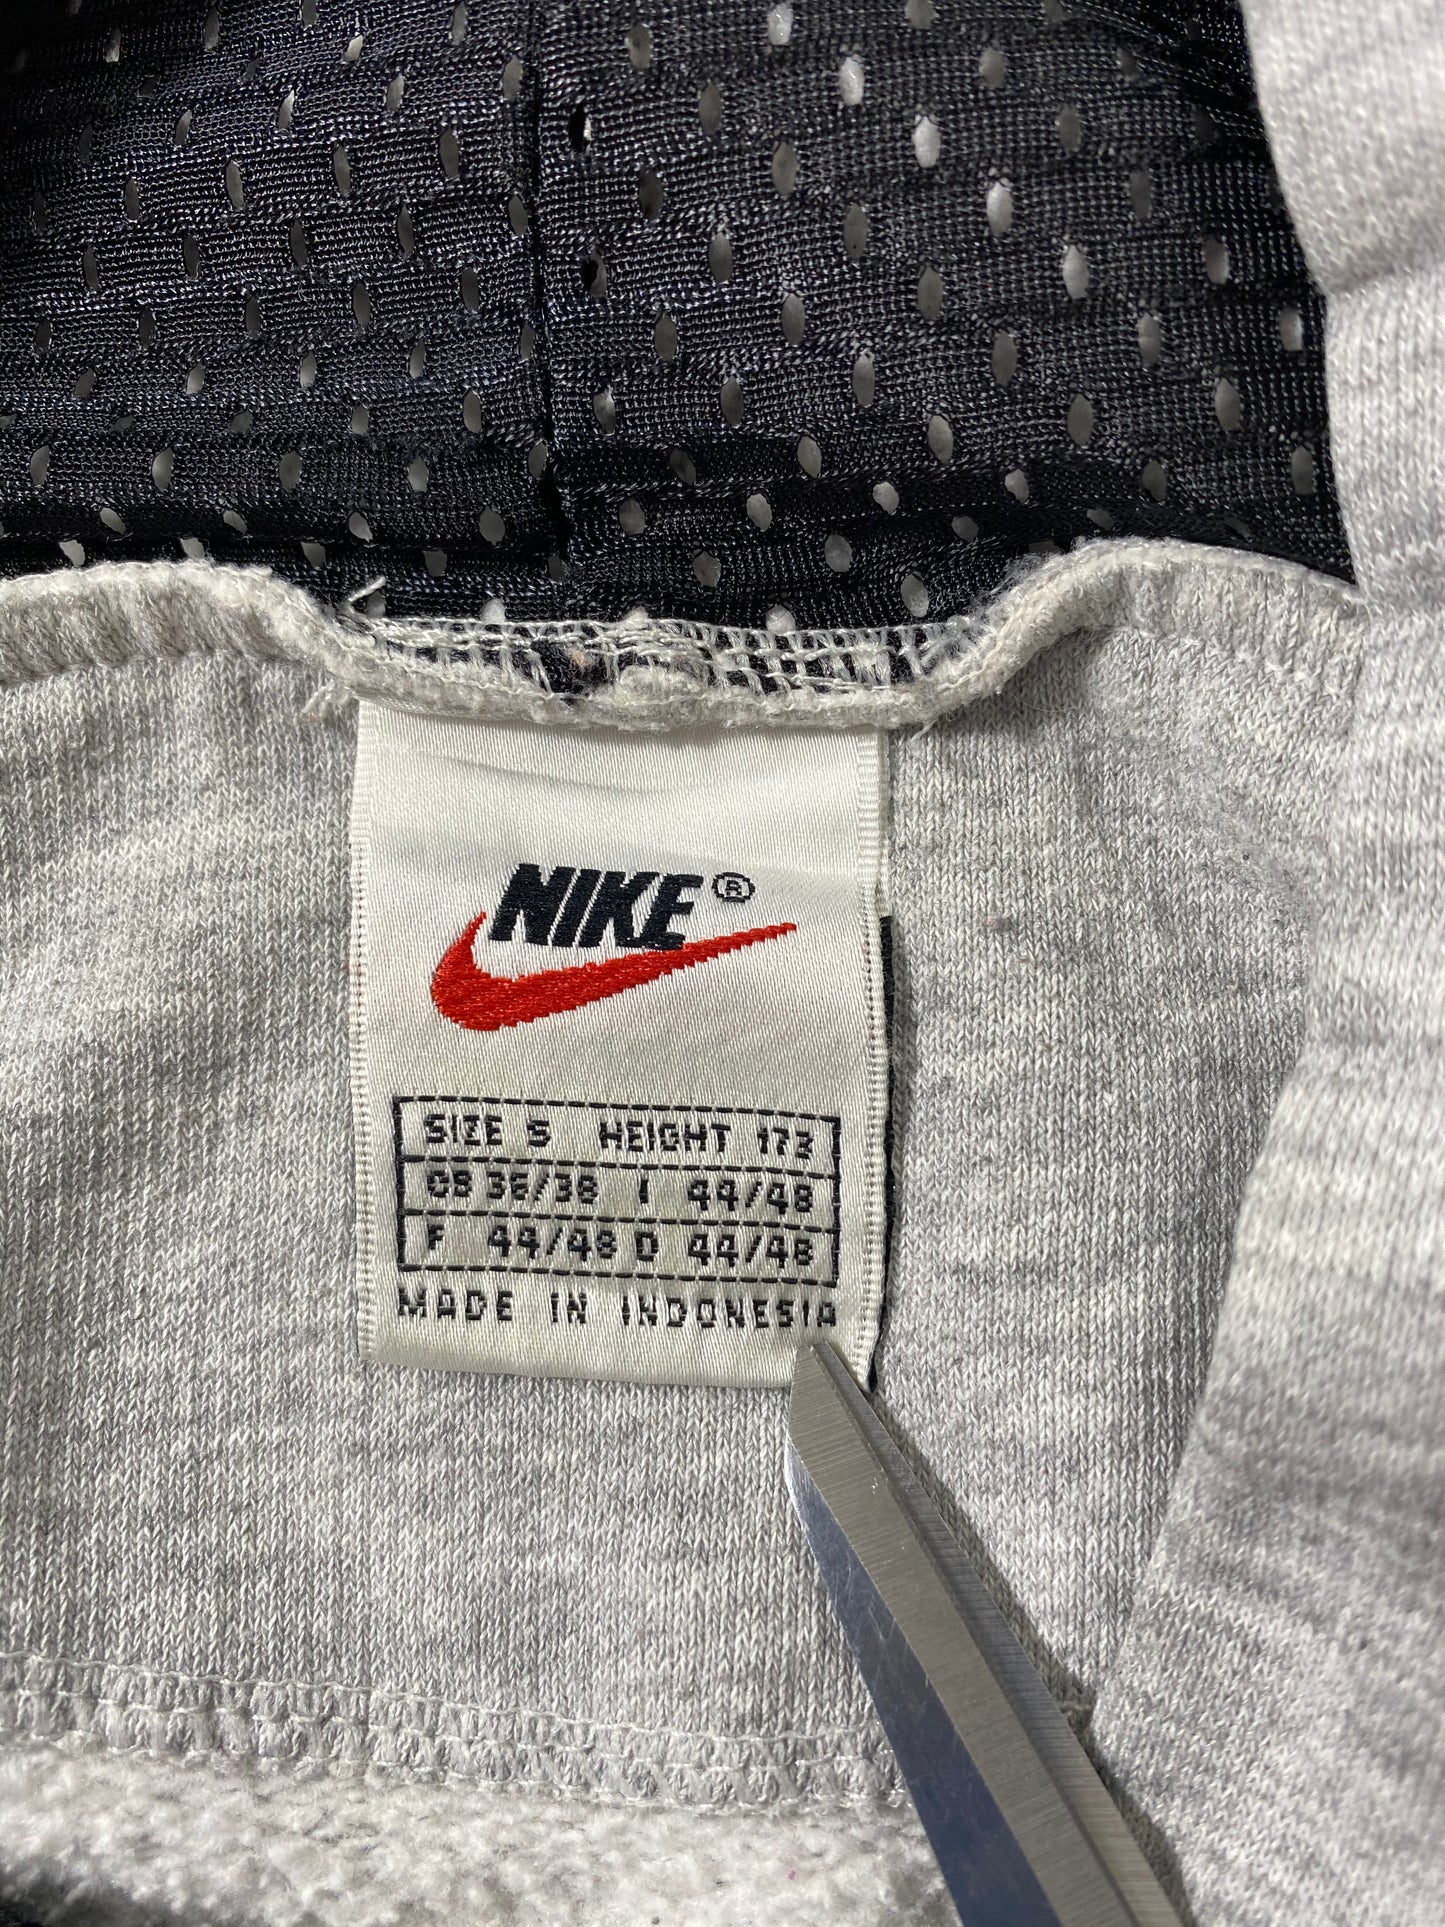 NIKE®
SIZE S HEIGHT 173
GB 36/38 I 44/48
F 44/48 D 44/48
MADE IN INDONESIA